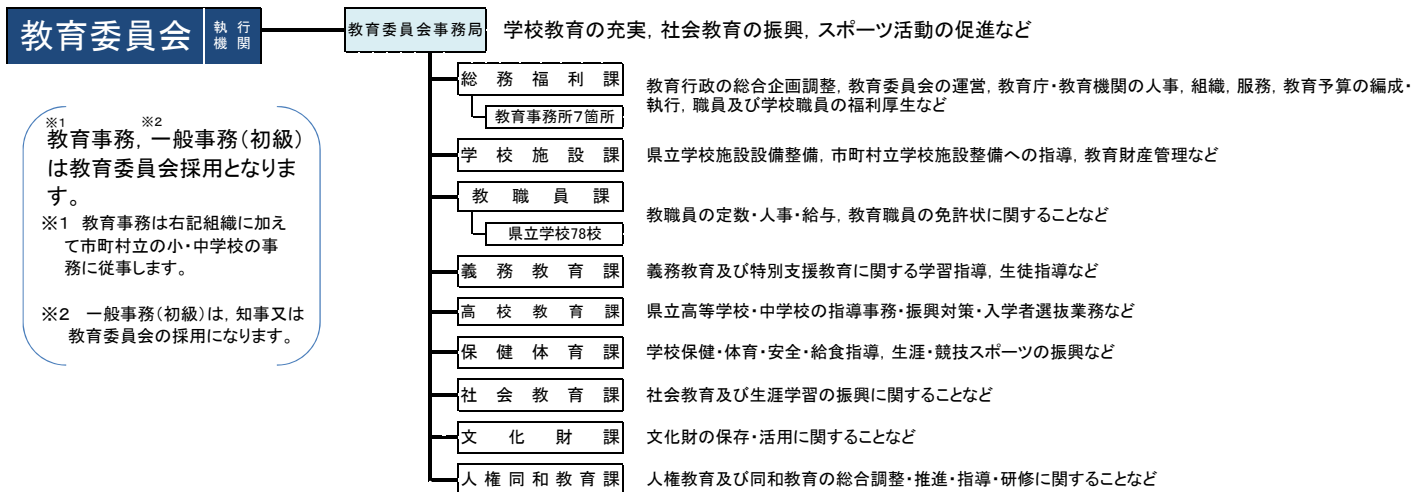 教育委員会 執行機関
教育委員会事務局 学校教育の充実，社会教育の振興，スポーツ活動の促進など
総務福利課
教育行政の総合企画調整，教育委員会の運営，教育庁・教育機関の人事，組織，服務，教育予算の編成・
執行，職員及び学校職員の福利厚生など
教育事務所７箇所
学校施設課 県立学校施設設備整備，市町村立学校施設整備への指導，教育財産管理など
教職員課
教職員の定数・人事・給与，教育職員の免許状に関することなど
県立学校78校
義務教育課 義務教育及び特別支援教育に関する学習指導，生徒指導など
高校教育課 県立高等学校・中学校の指導事務・振興対策・入学者選抜業務など
保健体育課 学校保健・体育・安全・給食指導，生涯・競技スポーツの振興など
社会教育課 社会教育及び生涯学習の振興に関することなど
文化財課 文化財の保存・活用に関することなど
人権同和教育課 人権教育及び同和教育の総合調整・推進・指導・研修に関することなど
※1 ※2
教育事務，一般事務（初級）
は教育委員会採用となりま
す。
※１ 教育事務は右記組織に加え
て市町村立の小・中学校の事
務に従事します。
※２ 一般事務（初級）は，知事又は
教育委員会の採用になります。